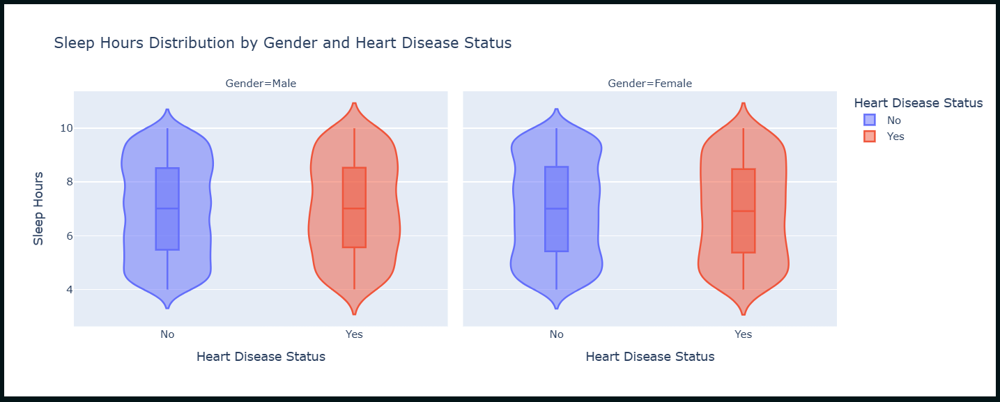 Sleep Hours Distribution by Gender and Heart Disease Status
Gender=Male
Gender=Female
Heart Disease Status
No
Yes
Sleep Hours
10
8
6
4
No
Yes
No
Yes
Heart Disease Status
Heart Disease Status